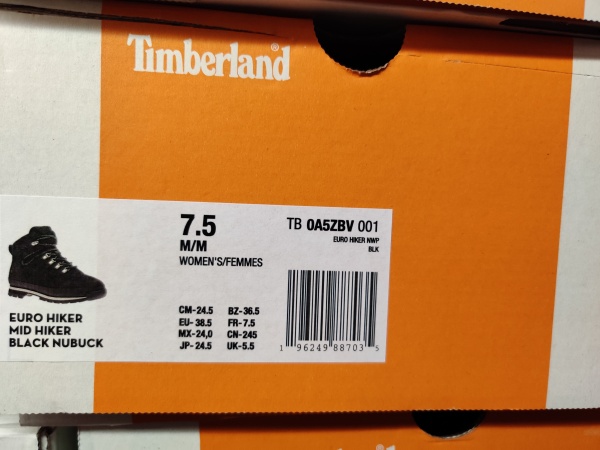 Timberland
7.5
M/M
WOMEN'S/FEMMES
TB 0A5ZBV 001
EURO HIKER NWP
BLK
CM-24.5 BZ-36.5
EU-38.5 FR-7.5
MX-24,0 CN-245
JP-24.5 UK-5.5
1 96249 88703 5
EURO HIKER
MID HIKER
BLACK NUBUCK